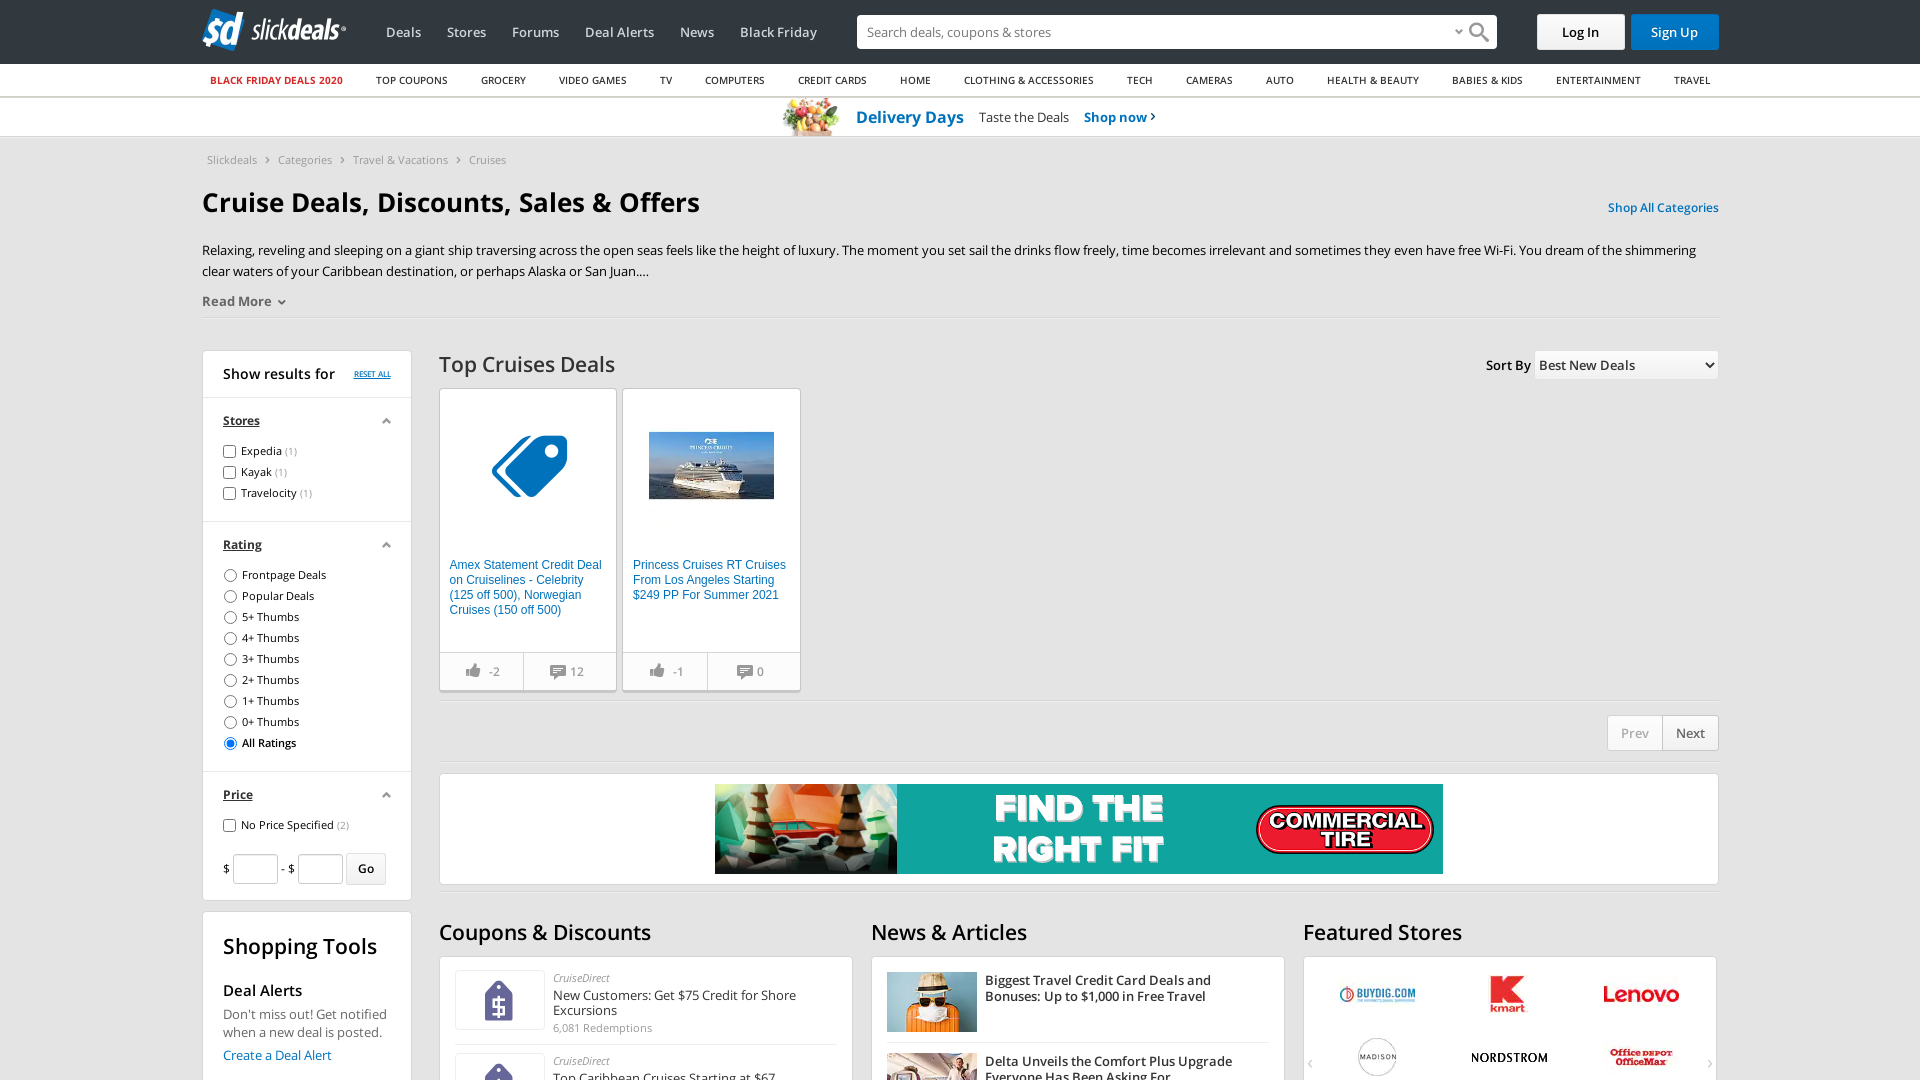 sd slickdeals
Deals
Stores
Forums
Deal Alerts
News
Black Friday
Search deals, coupons & stores
Log In
Sign Up
BLACK FRIDAY DEALS 2020
TOP COUPONS
GROCERY
VIDEO GAMES
TV
COMPUTERS
CREDIT CARDS
HOME
CLOTHING & ACCESSORIES
TECH
CAMERAS
AUTO
HEALTH & BEAUTY
BABIES & KIDS
ENTERTAINMENT
TRAVEL
Delivery Days Taste the Deals Shop now ›
Slickdeals › Categories › Travel & Vacations › Cruises
Cruise Deals, Discounts, Sales & Offers
Shop All Categories
Relaxing, reveling and sleeping on a giant ship traversing across the open seas feels like the height of luxury. The moment you set sail the drinks flow freely, time becomes irrelevant and sometimes they even have free Wi-Fi. You dream of the shimmering
clear waters of your Caribbean destination, or perhaps Alaska or San Juan....
Read More
Show results for
RESET ALL
Stores
Expedia (1)
Kayak (1)
Travelocity (1)
Rating
Frontpage Deals
Popular Deals
5+ Thumbs
4+ Thumbs
3+ Thumbs
2+ Thumbs
1+ Thumbs
0+ Thumbs
All Ratings
Price
No Price Specified (2)
$ - $ Go
Shopping Tools
Deal Alerts
Don't miss out! Get notified
when a new deal is posted.
Create a Deal Alert
Top Cruises Deals
Sort By Best New Deals
PRINCESS CRUISES
Amex Statement Credit Deal
on Cruiselines - Celebrity
(125 off 500), Norwegian
Cruises (150 off 500)
-2
12
Princess Cruises RT Cruises
From Los Angeles Starting
$249 PP For Summer 2021
-1
0
Prev
Next
FIND THE
RIGHT FIT
COMMERCIAL
TIRE
Coupons & Discounts
CruiseDirect
New Customers: Get $75 Credit for Shore
Excursions
6,081 Redemptions
CruiseDirect
Top Caribbean Cruises Starting at $67
News & Articles
Biggest Travel Credit Card Deals and
Bonuses: Up to $1,000 in Free Travel
Delta Unveils the Comfort Plus Upgrade
Everyone Has Been Asking For
Featured Stores
BUYDIG.COM
kmart
Lenovo
MADISON
NORDSTROM
Office DEPOT
OfficeMax